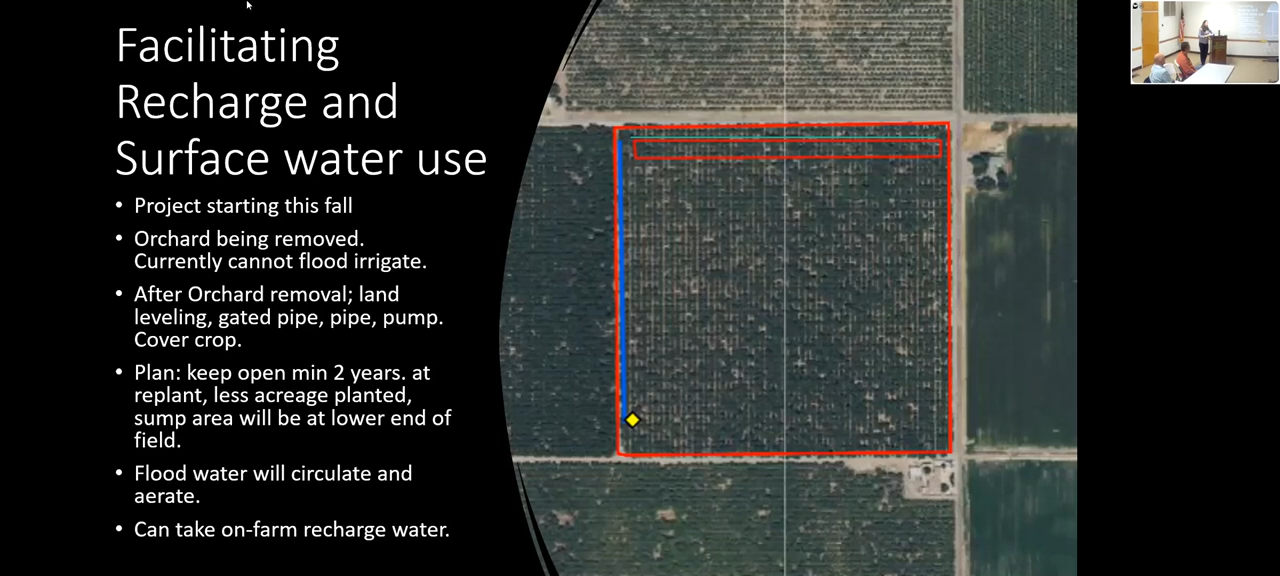 Facilitating
Recharge and
Surface water use
• Project starting this fall
• Orchard being removed.
Currently cannot flood irrigate.
• After Orchard removal; land
leveling, gated pipe, pipe, pump.
Cover crop.
• Plan: keep open min 2 years. at
replant, less acreage planted,
sump area will be at lower end of
field.
• Flood water will circulate and
aerate.
• Can take on-farm recharge water.